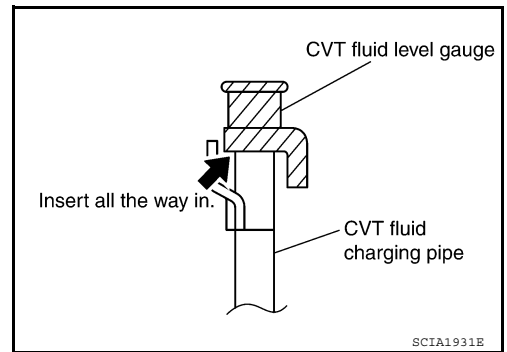 CVT fluid level gauge
Insert all the way in.
CVT fluid
charging pipe
SCIA1931E